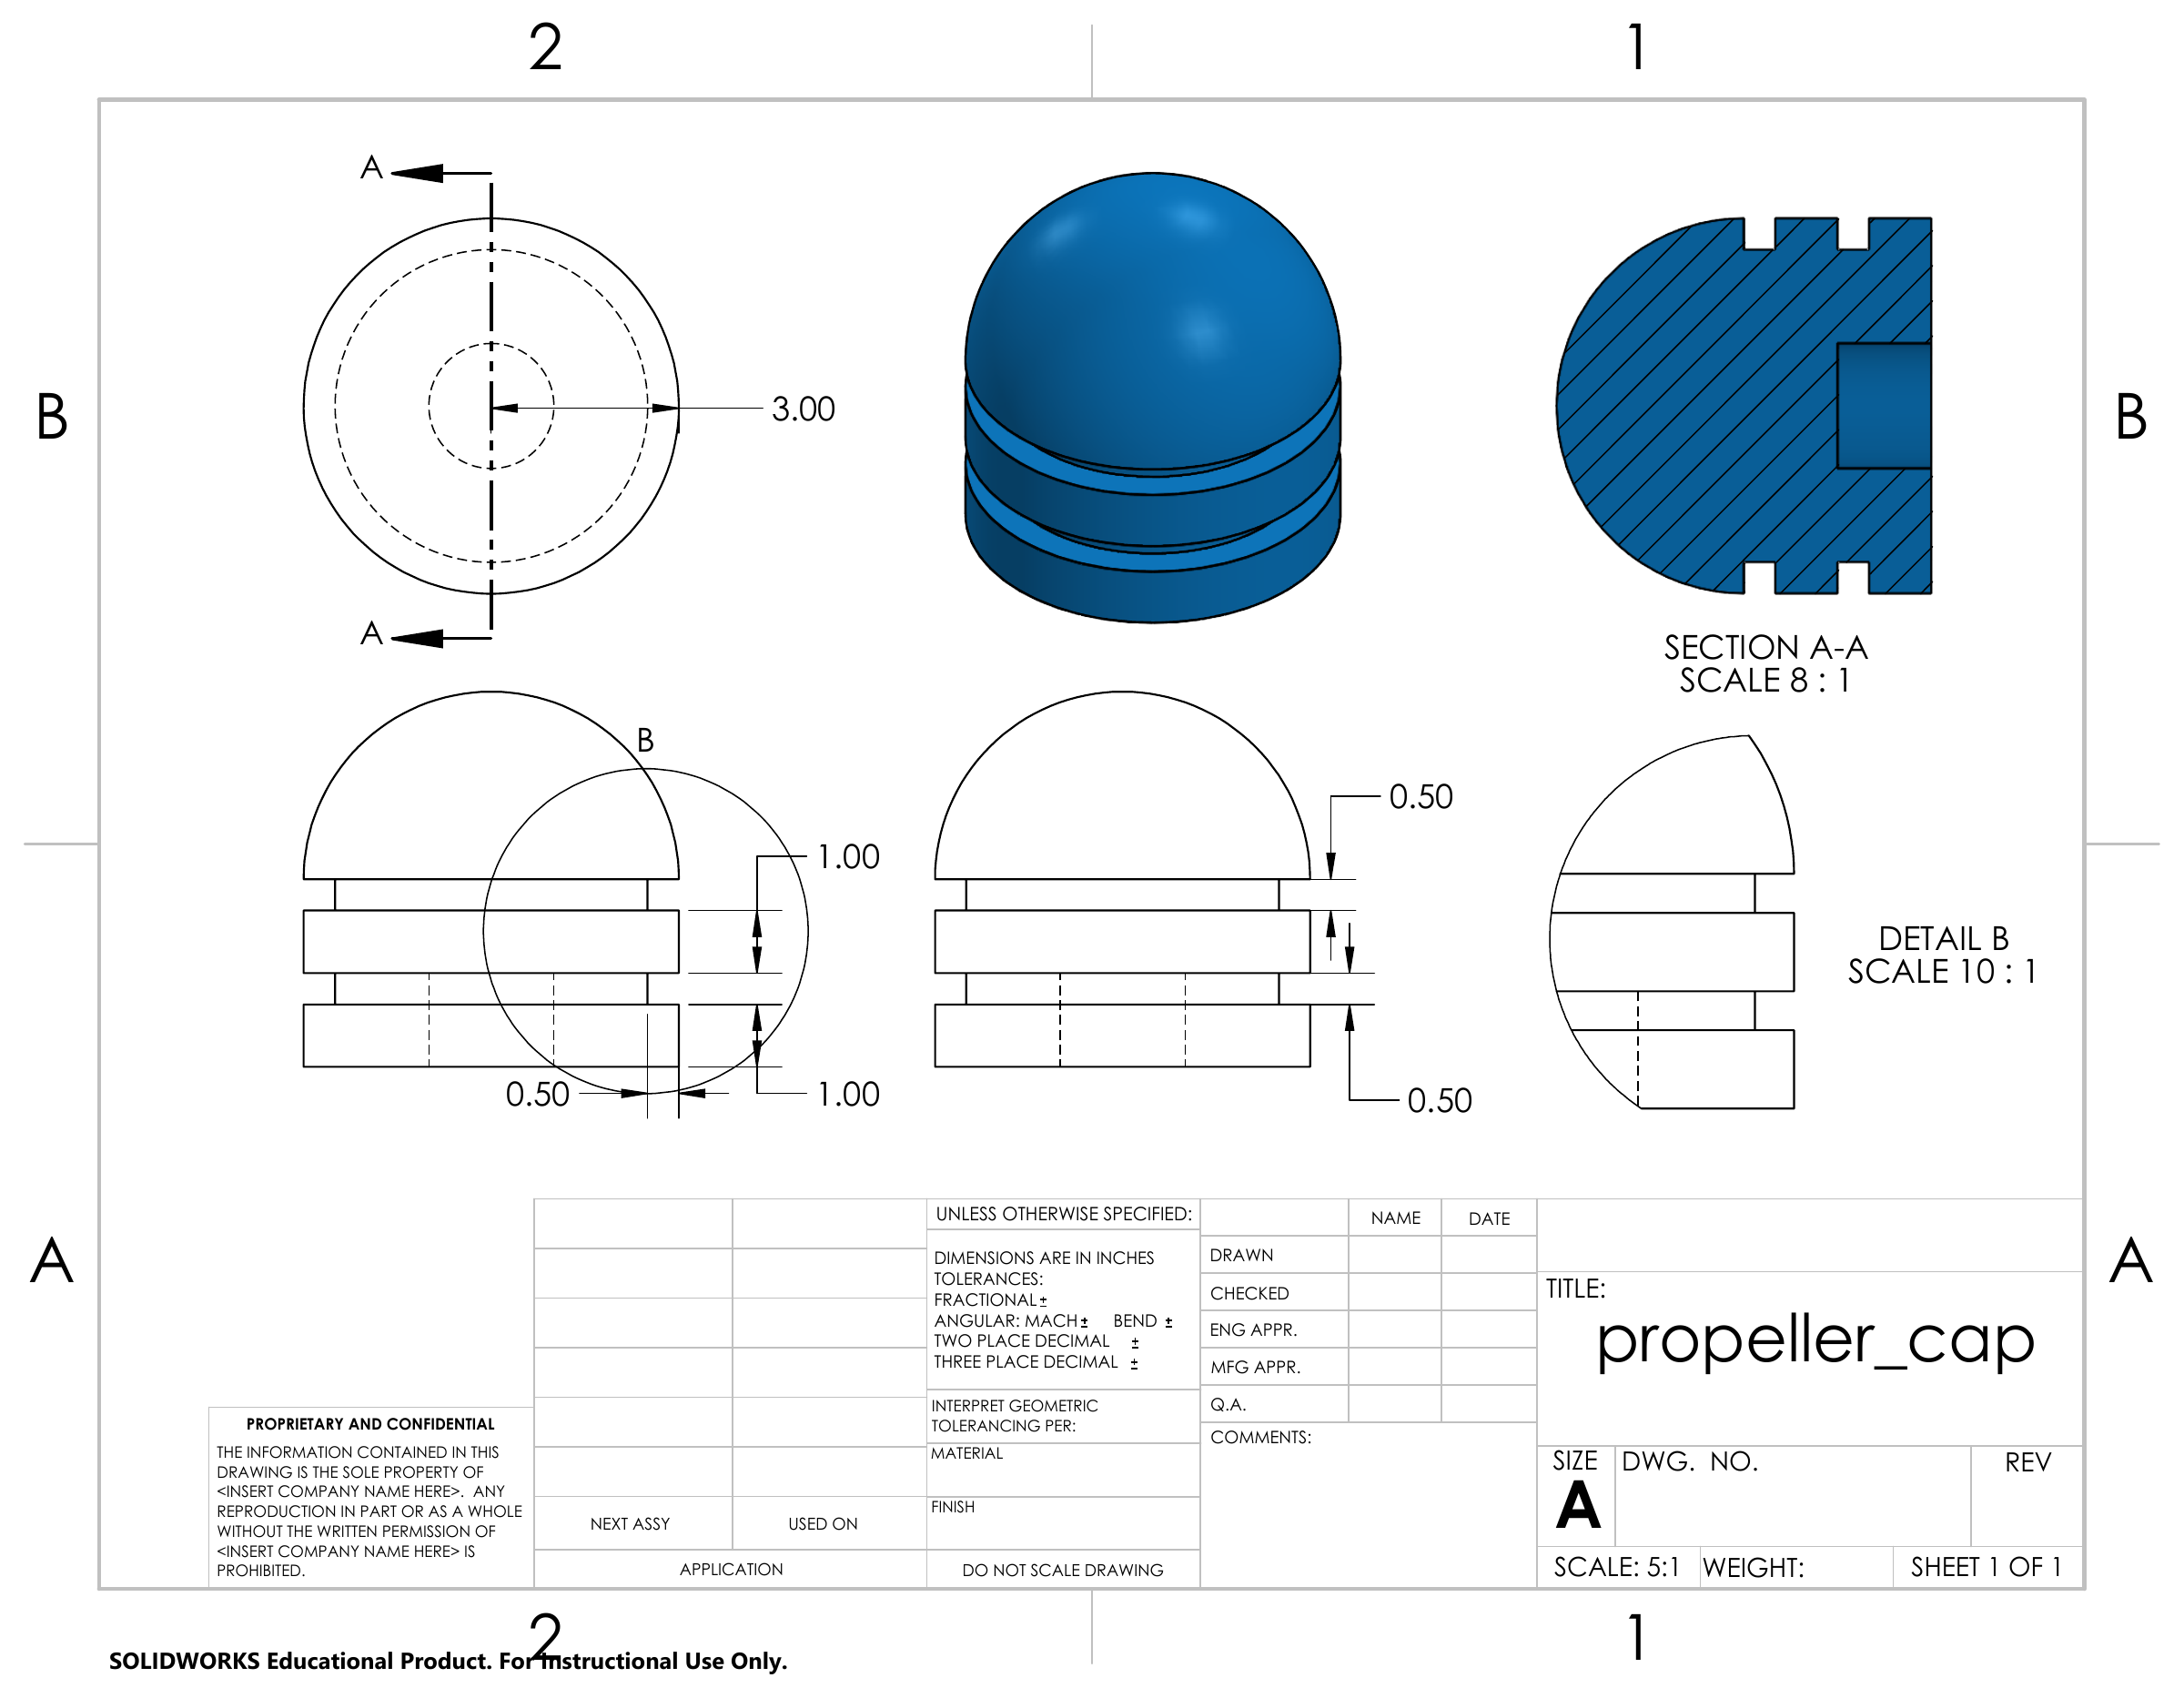 2
1
A
B
3.00
B
A
SECTION A-A
SCALE 8 : 1
B
0.50
1.00
DETAIL B
SCALE 10 : 1
0.50
1.00
0.50
A
A
UNLESS OTHERWISE SPECIFIED:
DIMENSIONS ARE IN INCHES
TOLERANCES:
FRACTIONAL ±
ANGULAR: MACH ± BEND ±
TWO PLACE DECIMAL ±
THREE PLACE DECIMAL ±
INTERPRET GEOMETRIC
TOLERANCING PER:
MATERIAL
FINISH
DO NOT SCALE DRAWING
NAME DATE
DRAWN
CHECKED
ENG APPR.
MFG APPR.
Q.A.
COMMENTS:
TITLE:
propeller_cap
SIZE DWG. NO. REV
A
SCALE: 5:1 WEIGHT: SHEET 1 OF 1
PROPRIETARY AND CONFIDENTIAL
THE INFORMATION CONTAINED IN THIS
DRAWING IS THE SOLE PROPERTY OF
<INSERT COMPANY NAME HERE>. ANY
REPRODUCTION IN PART OR AS A WHOLE
WITHOUT THE WRITTEN PERMISSION OF
<INSERT COMPANY NAME HERE> IS
PROHIBITED.
NEXT ASSY USED ON
APPLICATION
2
1
SOLIDWORKS Educational Product. For Instructional Use Only.